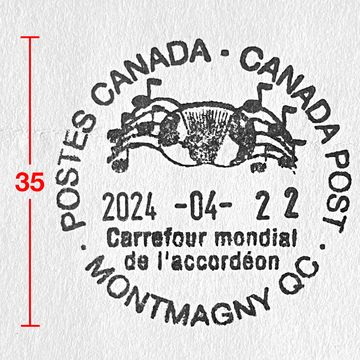 POSTES CANADA · CANADA POST
35
2024 -04- 22
Carrefour mondial
de l'accordéon
· MONTMAGNY QC ·